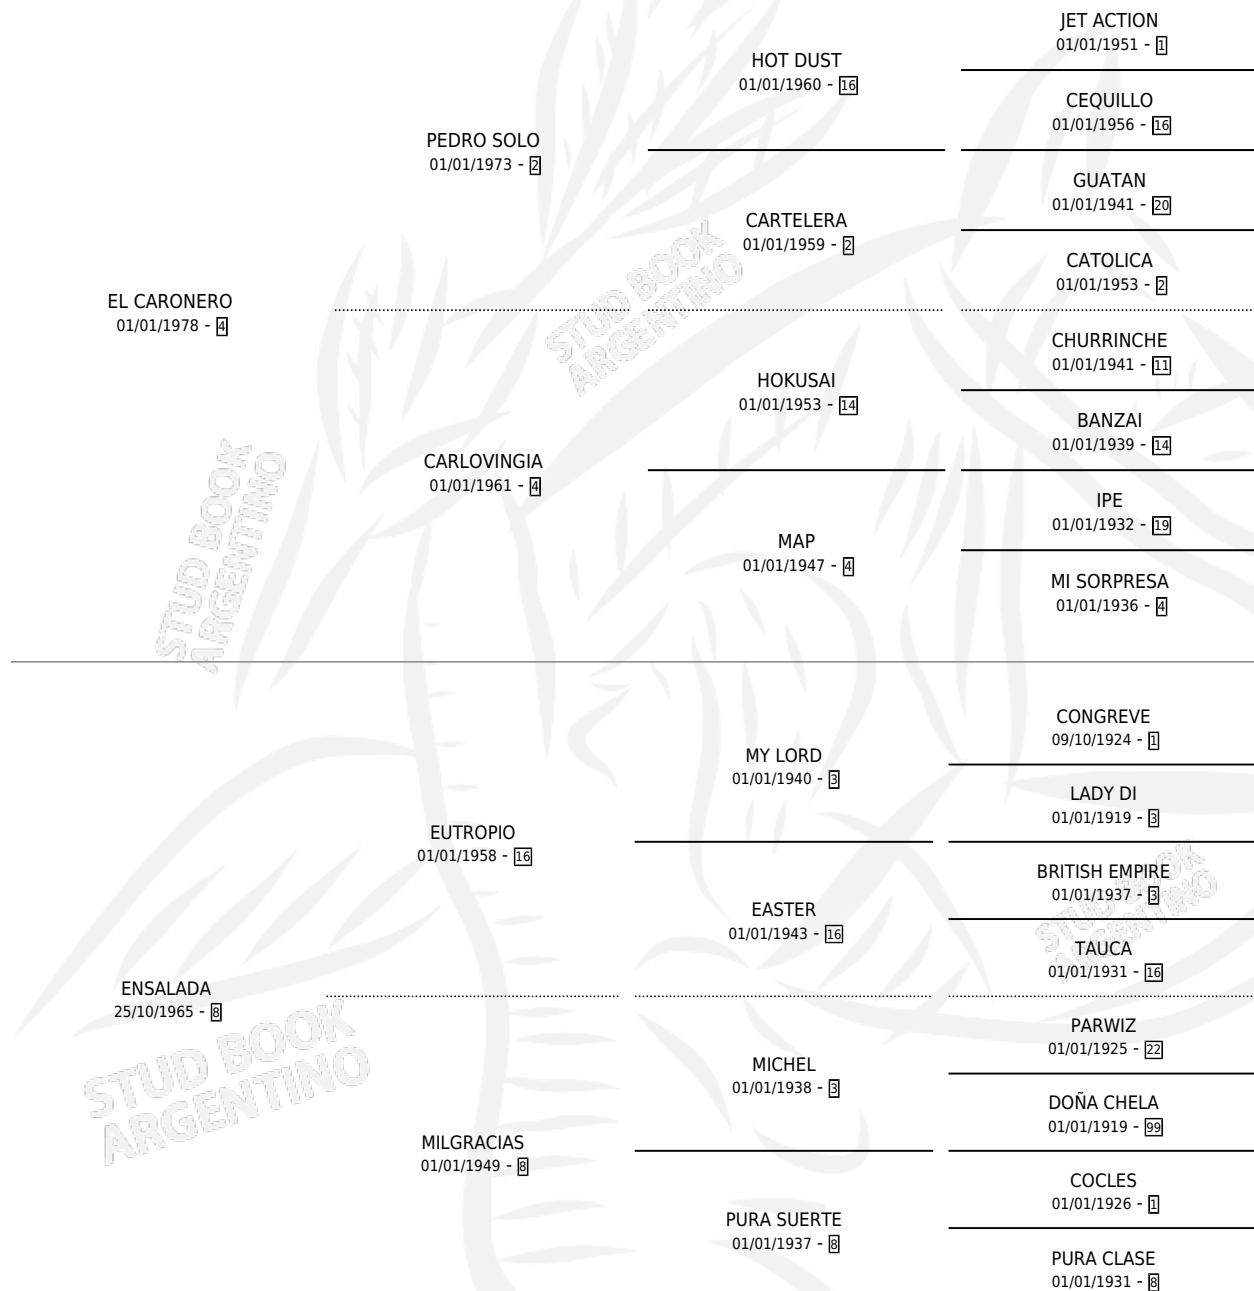 JET ACTION
01/01/1951 - 1
HOT DUST
01/01/1960 - 16
CEQUILLO
01/01/1956 - 16
PEDRO SOLO
01/01/1973 - 2
GUATAN
01/01/1941 - 20
CARTELERA
01/01/1959 - 2
CATOLICA
01/01/1953 - 2
EL CARONERO
01/01/1978 - 4
CHURRINCHE
01/01/1941 - 11
HOKUSAI
01/01/1953 - 14
BANZAI
01/01/1939 - 14
CARLOVINGIA
01/01/1961 - 4
IPE
01/01/1932 - 19
MAP
01/01/1947 - 4
MI SORPRESA
01/01/1936 - 4
CONGREVE
09/10/1924 - 1
MY LORD
01/01/1940 - 3
LADY DI
01/01/1919 - 3
EUTROPIO
01/01/1958 - 16
BRITISH EMPIRE
01/01/1937 - 3
EASTER
01/01/1943 - 16
TAUCA
01/01/1931 - 16
ENSALADA
25/10/1965 - 8
PARWIZ
01/01/1925 - 22
MICHEL
01/01/1938 - 3
DOÑA CHELA
01/01/1919 - 99
MILGRACIAS
01/01/1949 - 8
COCLES
01/01/1926 - 1
PURA SUERTE
01/01/1937 - 8
PURA CLASE
01/01/1931 - 8
STUD BOOK
ARGENTINO
STUD BOOK
ARGENTINO
STUD BOOK
ARGENTINO
STUD BOOK
ARGENTINO